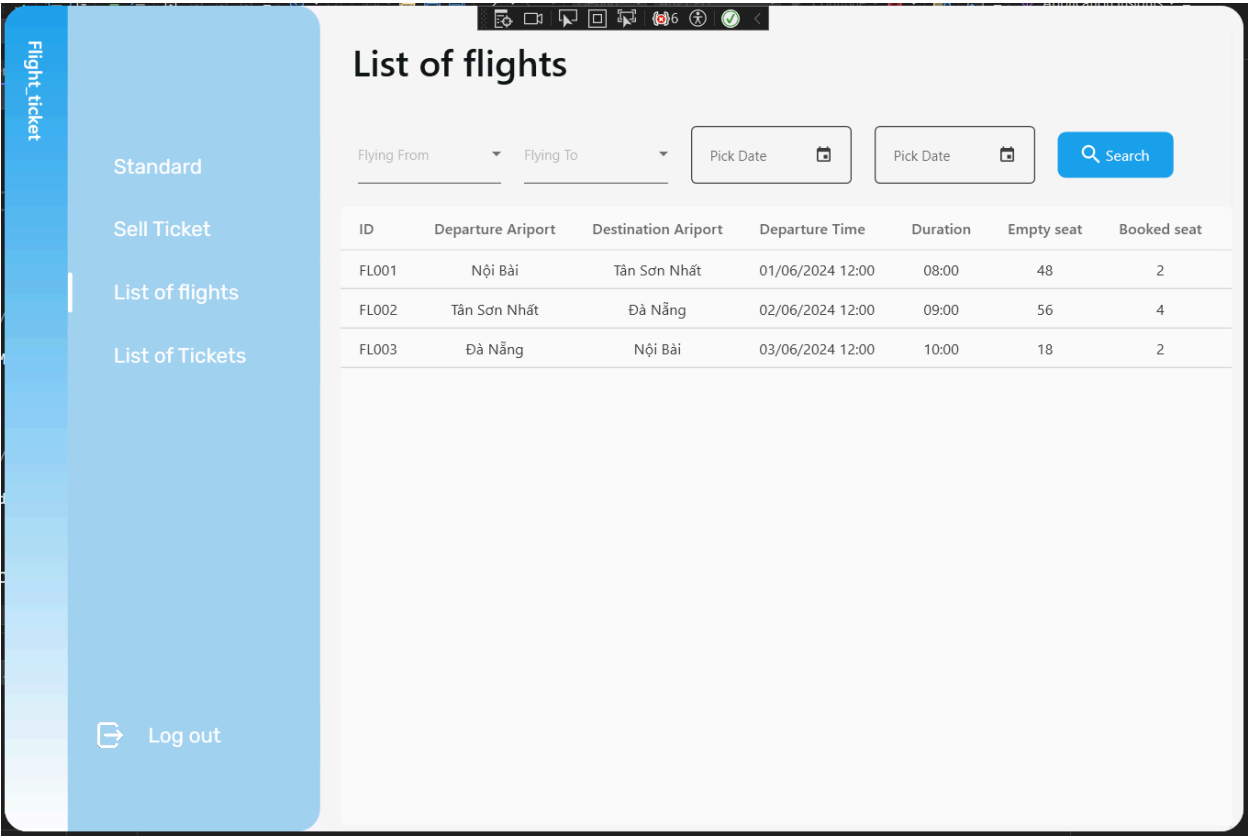 6
Flight_ticket
Standard
Sell Ticket
List of flights
List of Tickets
Log out
List of flights
Flying From Flying To Pick Date Pick Date Search
ID Departure Ariport Destination Ariport Departure Time Duration Empty seat Booked seat
FL001 Nội Bài Tân Sơn Nhất 01/06/2024 12:00 08:00 48 2
FL002 Tân Sơn Nhất Đà Nẵng 02/06/2024 12:00 09:00 56 4
FL003 Đà Nẵng Nội Bài 03/06/2024 12:00 10:00 18 2